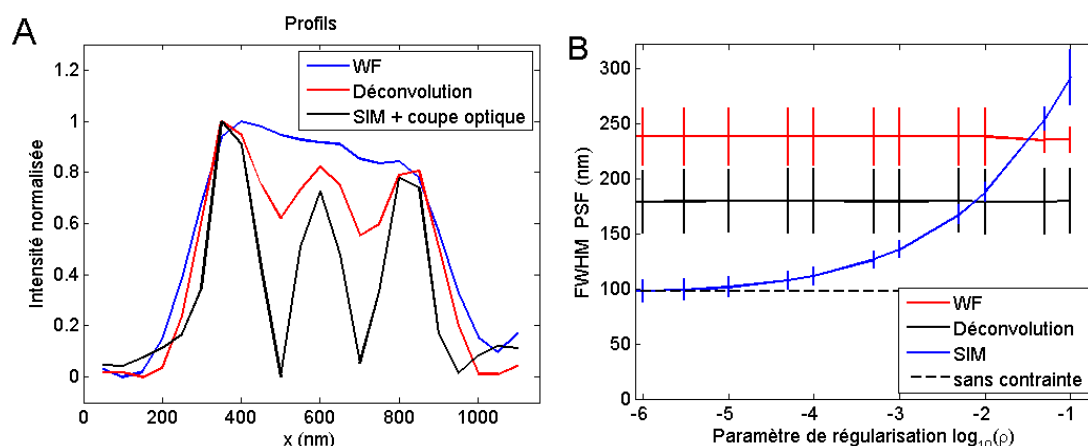 A
Profils
WF
Déconvolution
SIM + coupe optique
Intensité normalisée
1.2
1
0.8
0.6
0.4
0.2
0
0 200 400 600 800 1000
x (nm)
B
FWHM PSF (nm)
300
250
200
150
100
50
0
WF
Déconvolution
SIM
sans contrainte
-6 -5 -4 -3 -2 -1
Paramètre de régularisation log10(ρ)